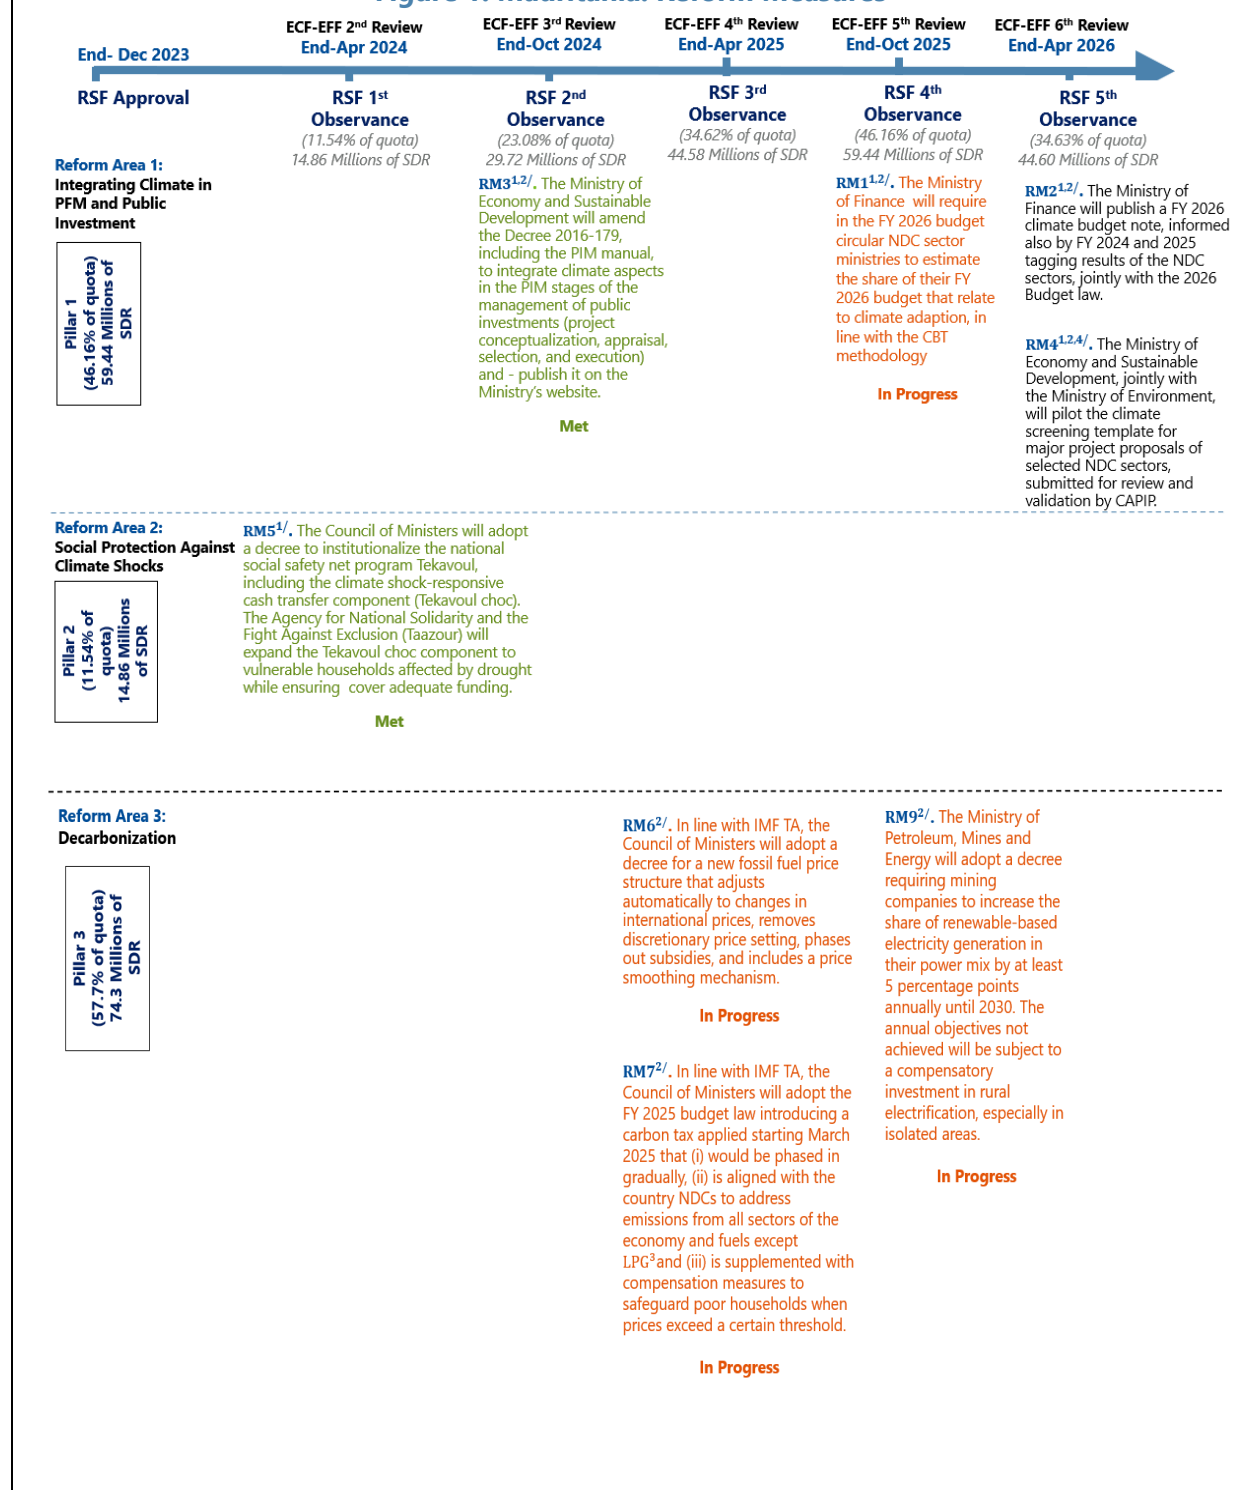 ECF-EFF 2nd Review
End-Apr 2024
ECF-EFF 3rd Review
End-Oct 2024
ECF-EFF 4th Review
End-Apr 2025
ECF-EFF 5th Review
End-Oct 2025
ECF-EFF 6th Review
End-Apr 2026
End- Dec 2023
RSF Approval
RSF 1st
Observance
(11.54% of quota)
14.86 Millions of SDR
RSF 2nd
Observance
(23.08% of quota)
29.72 Millions of SDR
RSF 3rd
Observance
(34.62% of quota)
44.58 Millions of SDR
RSF 4th
Observance
(46.16% of quota)
59.44 Millions of SDR
RSF 5th
Observance
(34.63% of quota)
44.60 Millions of SDR
Reform Area 1:
Integrating Climate in
PFM and Public
Investment
Pillar 1
(46.16% of quota)
59.44 Millions of
SDR
RM31,2/. The Ministry of
Economy and Sustainable
Development will amend
the Decree 2016-179,
including the PIM manual,
to integrate climate aspects
in the PIM stages of the
management of public
investments (project
conceptualization, appraisal,
selection, and execution)
and - publish it on the
Ministry's website.
Met
RM11,2/. The Ministry
of Finance will require
in the FY 2026 budget
circular NDC sector
ministries to estimate
the share of their FY
2026 budget that relate
to climate adaption, in
line with the CBT
methodology
In Progress
RM21,2/. The Ministry of
Finance will publish a FY 2026
climate budget note, informed
also by FY 2024 and 2025
tagging results of the NDC
sectors, jointly with the 2026
Budget law.
RM41,2,4/. The Ministry of
Economy and Sustainable
Development, jointly with
the Ministry of Environment,
will pilot the climate
screening template for
major project proposals of
selected NDC sectors,
submitted for review and
validation by CAPIP.
Reform Area 2:
Social Protection Against
Climate Shocks
Pillar 2
(11.54% of
quota)
14.86 Millions
of SDR
RM51/. The Council of Ministers will adopt
a decree to institutionalize the national
social safety net program Tekavoul,
including the climate shock-responsive
cash transfer component (Tekavoul choc).
The Agency for National Solidarity and the
Fight Against Exclusion (Taazour) will
expand the Tekavoul choc component to
vulnerable households affected by drought
while ensuring cover adequate funding.
Met
Reform Area 3:
Decarbonization
Pillar 3
(57.7% of quota)
74.3 Millions of
SDR
RM62/. In line with IMF TA, the
Council of Ministers will adopt a
decree for a new fossil fuel price
structure that adjusts
automatically to changes in
international prices, removes
discretionary price setting, phases
out subsidies, and includes a price
smoothing mechanism.
In Progress
RM72/. In line with IMF TA, the
Council of Ministers will adopt the
FY 2025 budget law introducing a
carbon tax applied starting March
2025 that (i) would be phased in
gradually, (ii) is aligned with the
country NDCs to address
emissions from all sectors of the
economy and fuels except
LPG3and (iii) is supplemented with
compensation measures to
safeguard poor households when
prices exceed a certain threshold.
In Progress
RM92/. The Ministry of
Petroleum, Mines and
Energy will adopt a decree
requiring mining
companies to increase the
share of renewable-based
electricity generation in
their power mix by at least
5 percentage points
annually until 2030. The
annual objectives not
achieved will be subject to
a compensatory
investment in rural
electrification, especially in
isolated areas.
In Progress